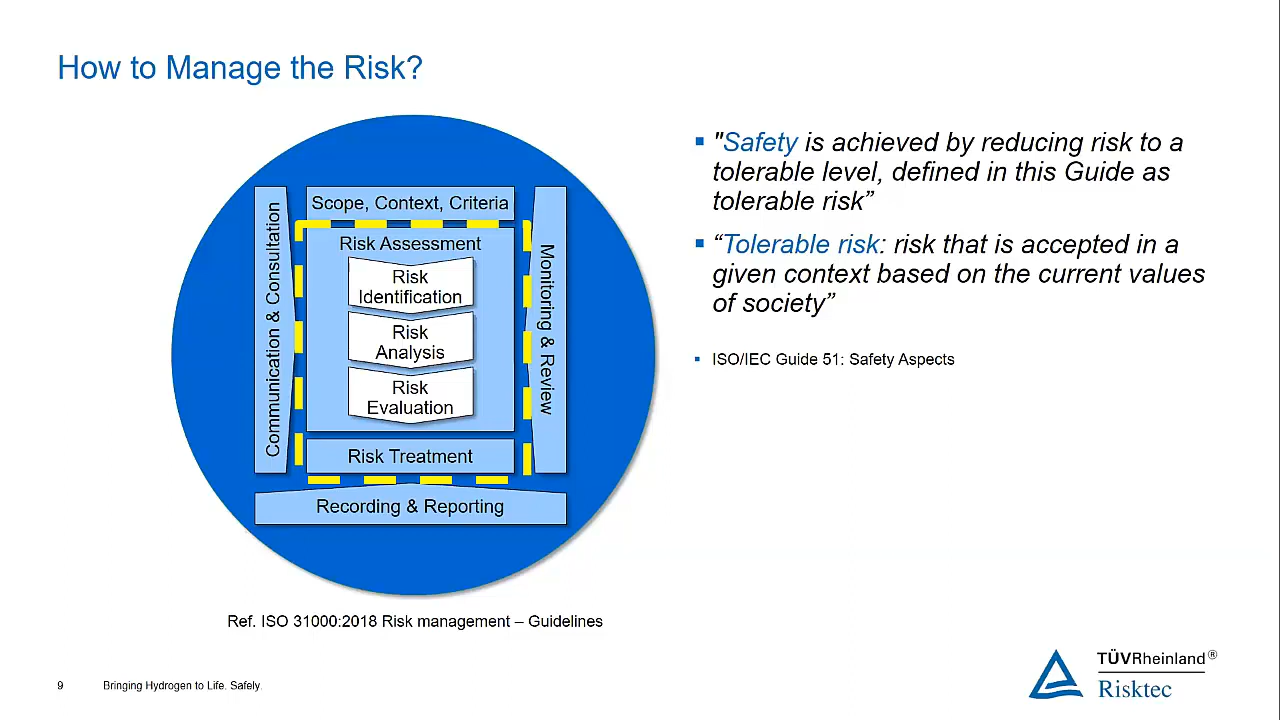 How to Manage the Risk?
Scope, Context, Criteria
Communication & Consultation
Risk Assessment
Risk
Identification
Risk
Analysis
Risk
Evaluation
Monitoring & Review
Risk Treatment
Recording & Reporting
Ref. ISO 31000:2018 Risk management – Guidelines
▪ "Safety is achieved by reducing risk to a
tolerable level, defined in this Guide as
tolerable risk”
▪ “Tolerable risk: risk that is accepted in a
given context based on the current values
of society”
▪ ISO/IEC Guide 51: Safety Aspects
9 Bringing Hydrogen to Life. Safely.
TÜVRheinland®
Risktec